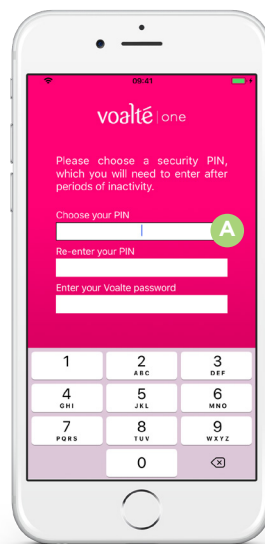 08:41
voalté | one
Please choose a security PIN,
which you will need to enter after
periods of inactivity.
Choose your PIN
A
Re-enter your PIN
Enter your Voalte password
1 2 3
ABC DEF
4 5 6
GHI JKL MNO
7 8 9
PQRS TUV WXYZ
0